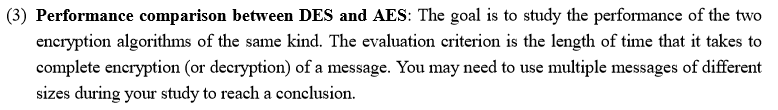 (3) Performance comparison between DES and AES: The goal is to study the performance of the two
encryption algorithms of the same kind. The evaluation criterion is the length of time that it takes to
complete encryption (or decryption) of a message. You may need to use multiple messages of different
sizes during your study to reach a conclusion.